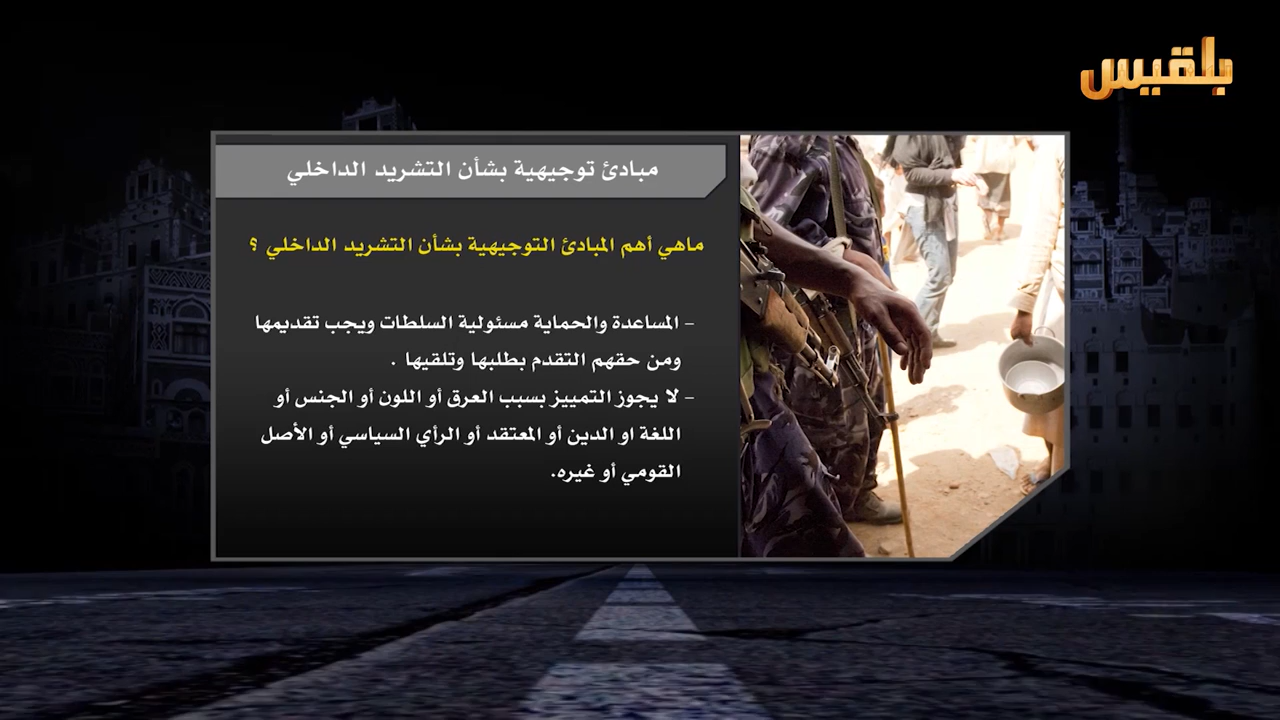 بلقيس
مبادئ توجيهية بشأن التشريد الداخلي
ماهي أهم المبادئ التوجيهية بشأن التشريد الداخلي ؟
- المساعدة والحماية مسئولية السلطات ويجب تقديمها
ومن حقهم التقدم بطلبها وتلقيها .
- لا يجوز التمييز بسبب العرق أو اللون أو الجنس أو
اللغة او الدين أو المعتقد أو الرأي السياسي أو الأصل
القومي أو غيره.